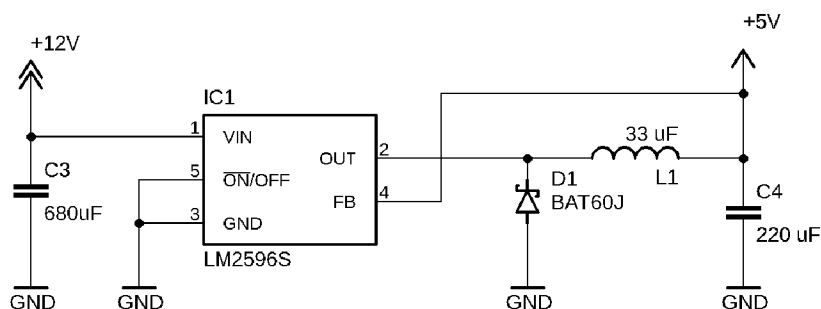 +12V
+5V
IC1
1
VIN
33 uF
OUT
2
C3
5
ON/OFF
L1
D1
C4
680uF
FB
4
BAT60J
3
GND
220 uF
LM2596S
GND
GND
GND
GND